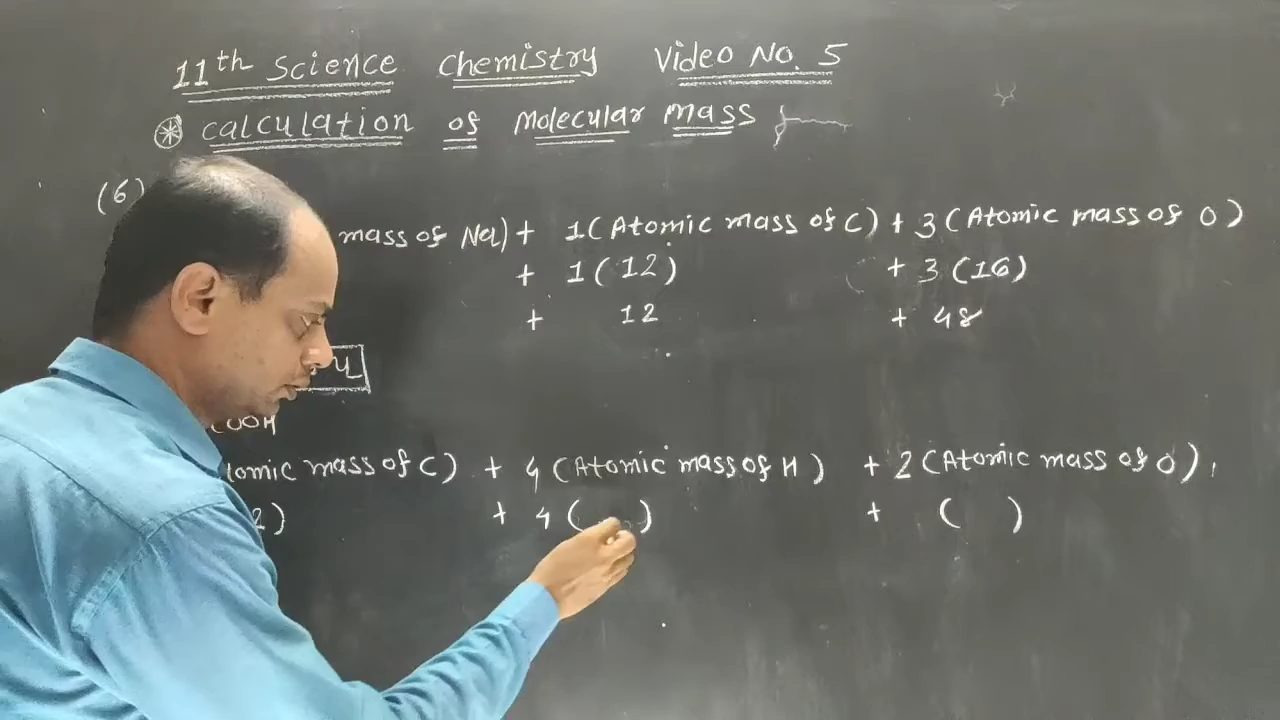 11th Science Chemistry Video No. 5
calculation of Molecular mass
(6)
mass of Na) + 1(Atomic mass of C) + 3(Atomic mass of O)
+ 1(12) + 3(16)
+ 12 + 48
COOH
tomic mass of C) + 4(Atomic mass of H) + 2(Atomic mass of O)
2) + 4( ) + ( )